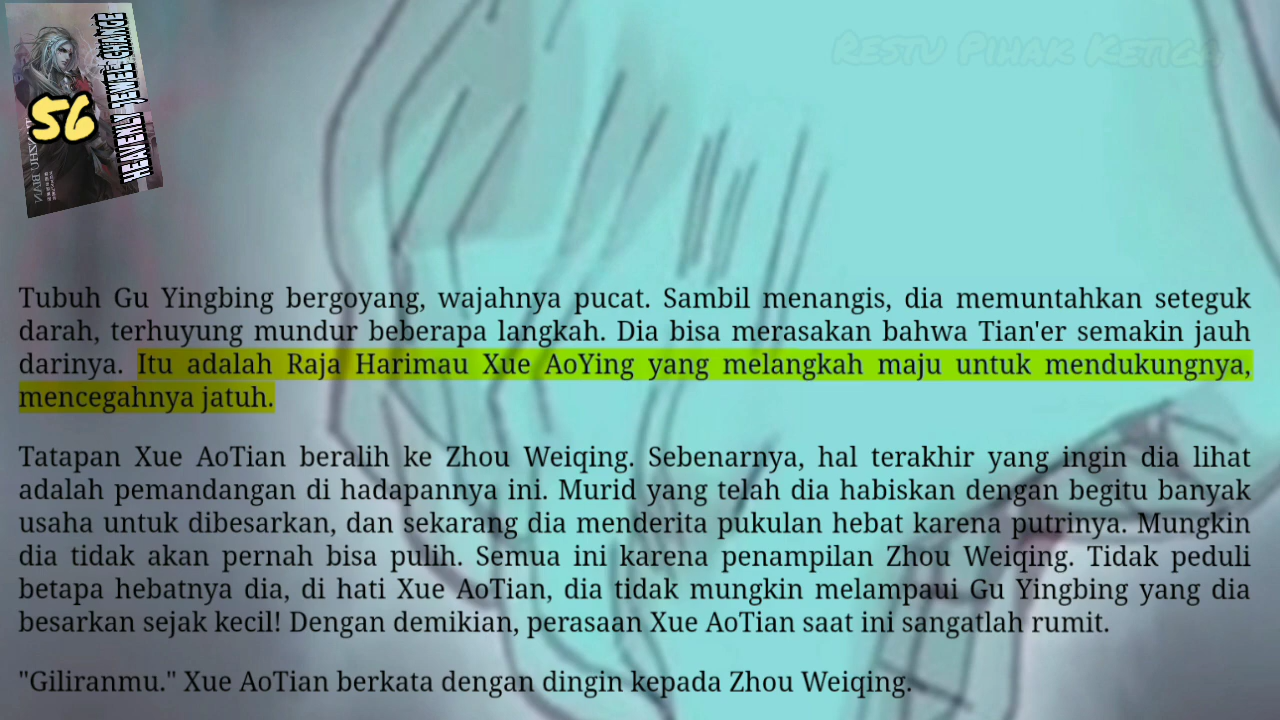 HEAVENLY JEWEL CHANGE
56
Restu Pihak Ketiga
Tubuh Gu Yingbing bergoyang, wajahnya pucat. Sambil menangis, dia memuntahkan seteguk
darah, terhuyung mundur beberapa langkah. Dia bisa merasakan bahwa Tian'er semakin jauh
darinya. Itu adalah Raja Harimau Xue AoYing yang melangkah maju untuk mendukungnya,
mencegahnya jatuh.
Tatapan Xue AoTian beralih ke Zhou Weiqing. Sebenarnya, hal terakhir yang ingin dia lihat
adalah pemandangan di hadapannya ini. Murid yang telah dia habiskan dengan begitu banyak
usaha untuk dibesarkan, dan sekarang dia menderita pukulan hebat karena putrinya. Mungkin
dia tidak akan pernah bisa pulih. Semua ini karena penampilan Zhou Weiqing. Tidak peduli
betapa hebatnya dia, di hati Xue AoTian, dia tidak mungkin melampaui Gu Yingbing yang dia
besarkan sejak kecil! Dengan demikian, perasaan Xue AoTian saat ini sangatlah rumit.
"Giliranmu." Xue AoTian berkata dengan dingin kepada Zhou Weiqing.